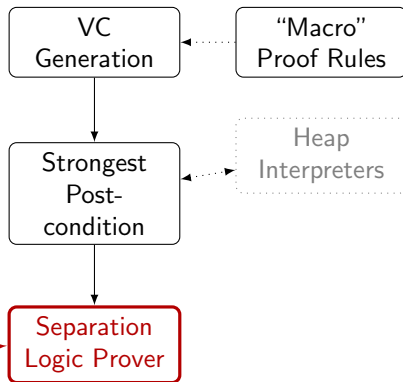 VC
Generation
“Macro”
Proof Rules
Strongest
Post-
condition
Heap
Interpreters
Separation
Logic Prover